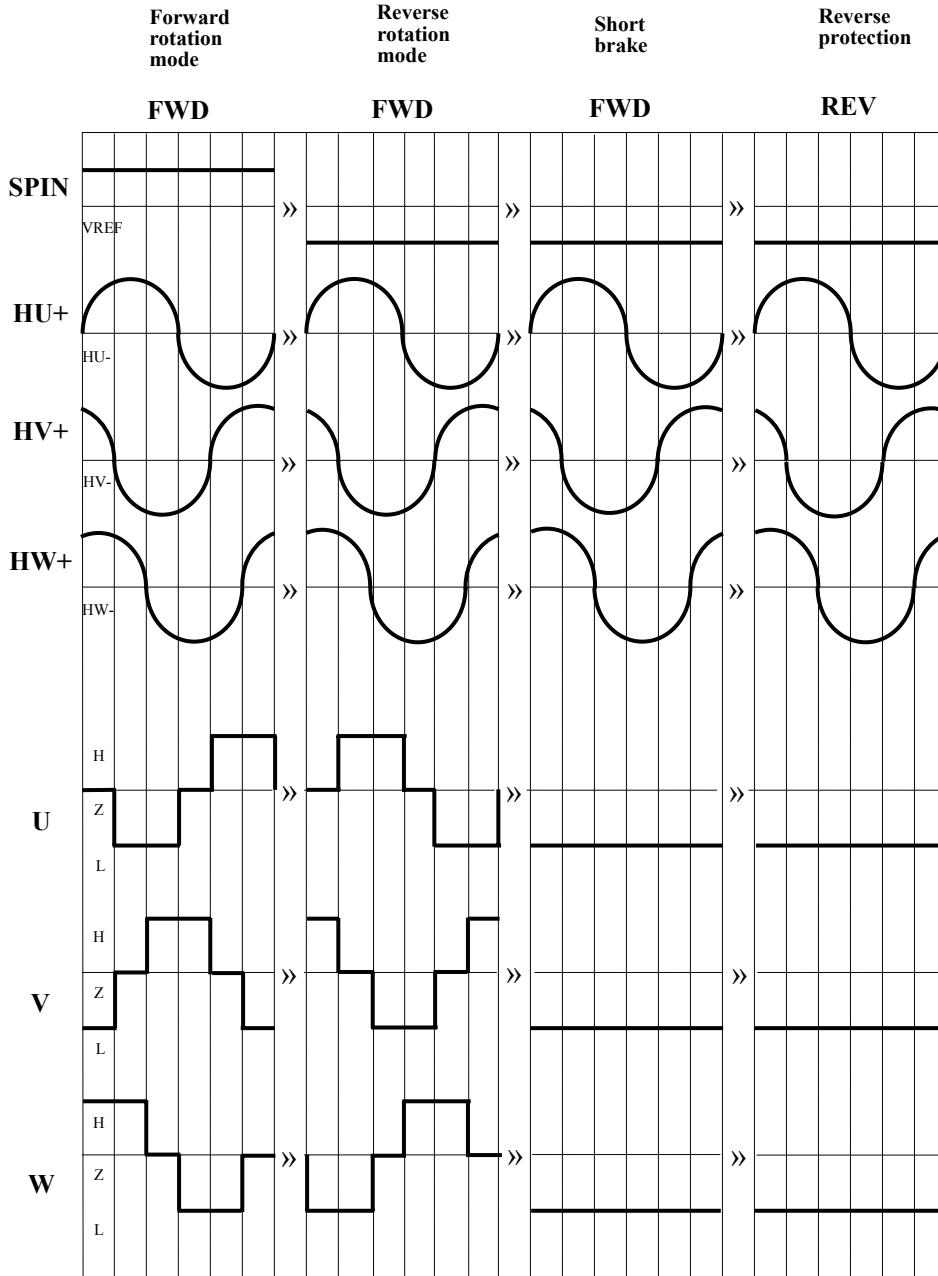 Forward
rotation
mode
Reverse
rotation
mode
Short
brake
Reverse
protection
FWD
FWD
FWD
REV
SPIN
VREF
»
»
»
HU+
HU-
»
»
»
HV+
HV-
»
»
»
HW+
HW-
»
»
»
H
Z
U
L
»
»
»
H
Z
V
L
»
»
»
H
Z
W
L
»
»
»